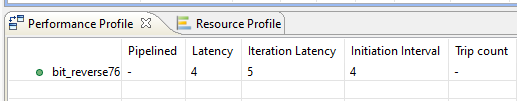 Performance Profile Resource Profile
Pipelined Latency Iteration Latency Initiation Interval Trip count
bit_reverse76 - 4 5 4 -